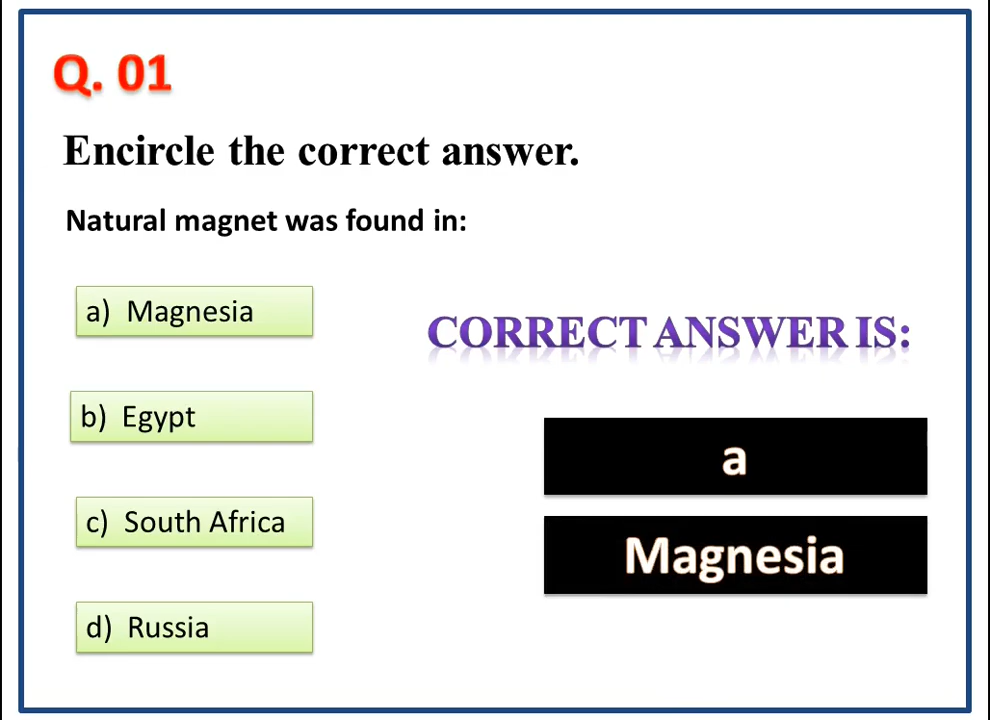 Q. 01
Encircle the correct answer.
Natural magnet was found in:
a) Magnesia
b) Egypt
c) South Africa
d) Russia
CORRECT ANSWER IS:
a
Magnesia